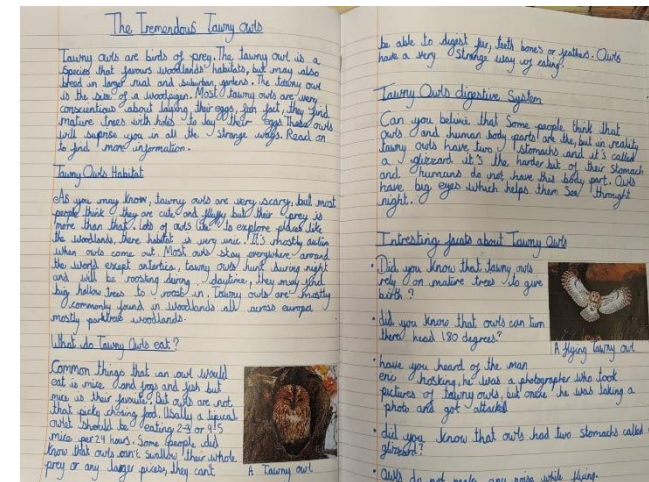 The Tremendous Tawny Owls
Tawny owls are birds of prey. The tawny owl is a
species that favours woodlands habitats, but may also
breed in larger rural and suburban gardens. The tawny owl
is the size of a woodpigen. Most tawny owls are very
conscientious about laying their eggs, fun fact, they find
mature trees with holes to lay their eggs. These owls
will suprise you in all the strange ways. Read on
to find more information.
Tawny Owls Habitat
As you may know, tawny owls are very scary, but most
people think they are cute and fluffy but their prey is
more than that. Lots of owls like to explore places like
the woodlands, there habitat is very unic. It's mostly
when owls come out. Most owls stay everywhere arround
the world exept antertica, tawny owls hunt during night
and will be roosting during daytime, they may find
big hollow trees to roost in, Tawny owls are mostly
commonly found in woodlands all across europa
mostly woodlands.
What do Tawny Owls eat?
Common things that an owl would
eat is mice and frogs and fish but
mice is their favourite. But owls are not
that picky chosing food. Usally a tipical
owlet should be eating 2-3 or 4-5
mice per 24 hours. Some people did
know that owls can't swallow their whole
prey or any larger pieces, they can't
A Tawny owl
be able to digest fur, teeth bones or feathers. Owls
have a very strange way of eating.
Tawny Owls digestive System
Can you belivie that Some people think that
owls and human body parts are the, but in reality
tawny owls have two stomachs and it's called
a glizzard it's the harder bit of their stomach
and humans do not have this body part. Owls
have big eyes which helps them See throught
night.
Intresting facts about Tawny Owls
• Did you know that tawny owls
rely on mature trees to give
birth?
• did you know that owls can turn
there head 180 degrees?
A flying tawny owl
• have you heard of the man
eric hosking, he was a photographer who took
pictures of tawny owls, but once he was taking a
photo and got attacked
• did you know that owls had two stomachs called
glizzard?
• Owls do not make any noise while flying.